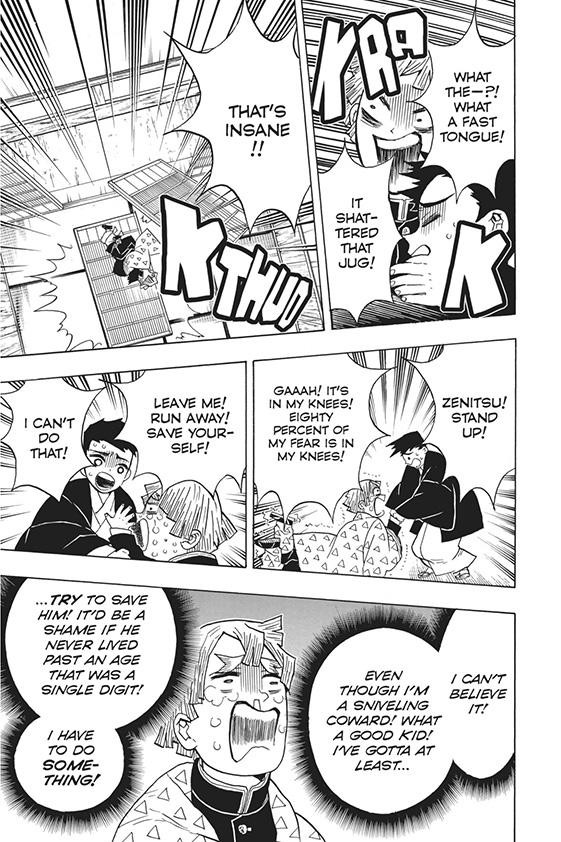 WHAT
THE—?!
WHAT
A FAST
TONGUE!
KRA
K
IT
SHAT-
TERED
THAT
JUG!
THAT'S
INSANE
!!
K
THUD
ZENITSU!
STAND
UP!
GAAAH! IT'S
IN MY KNEES!
EIGHTY
PERCENT OF
MY FEAR IS IN
MY KNEES!
LEAVE ME!
RUN AWAY!
SAVE YOUR-
SELF!
I CAN'T
DO
THAT!
I CAN'T
BELIEVE
IT!
EVEN
THOUGH I'M
A SNIVELING
COWARD! WHAT
A GOOD KID!
I'VE GOTTA AT
LEAST...
...TRY TO SAVE
HIM! IT'D BE A
SHAME IF HE
NEVER LIVED
PAST AN AGE
THAT WAS A
SINGLE DIGIT!
I HAVE
TO DO
SOME-
THING!